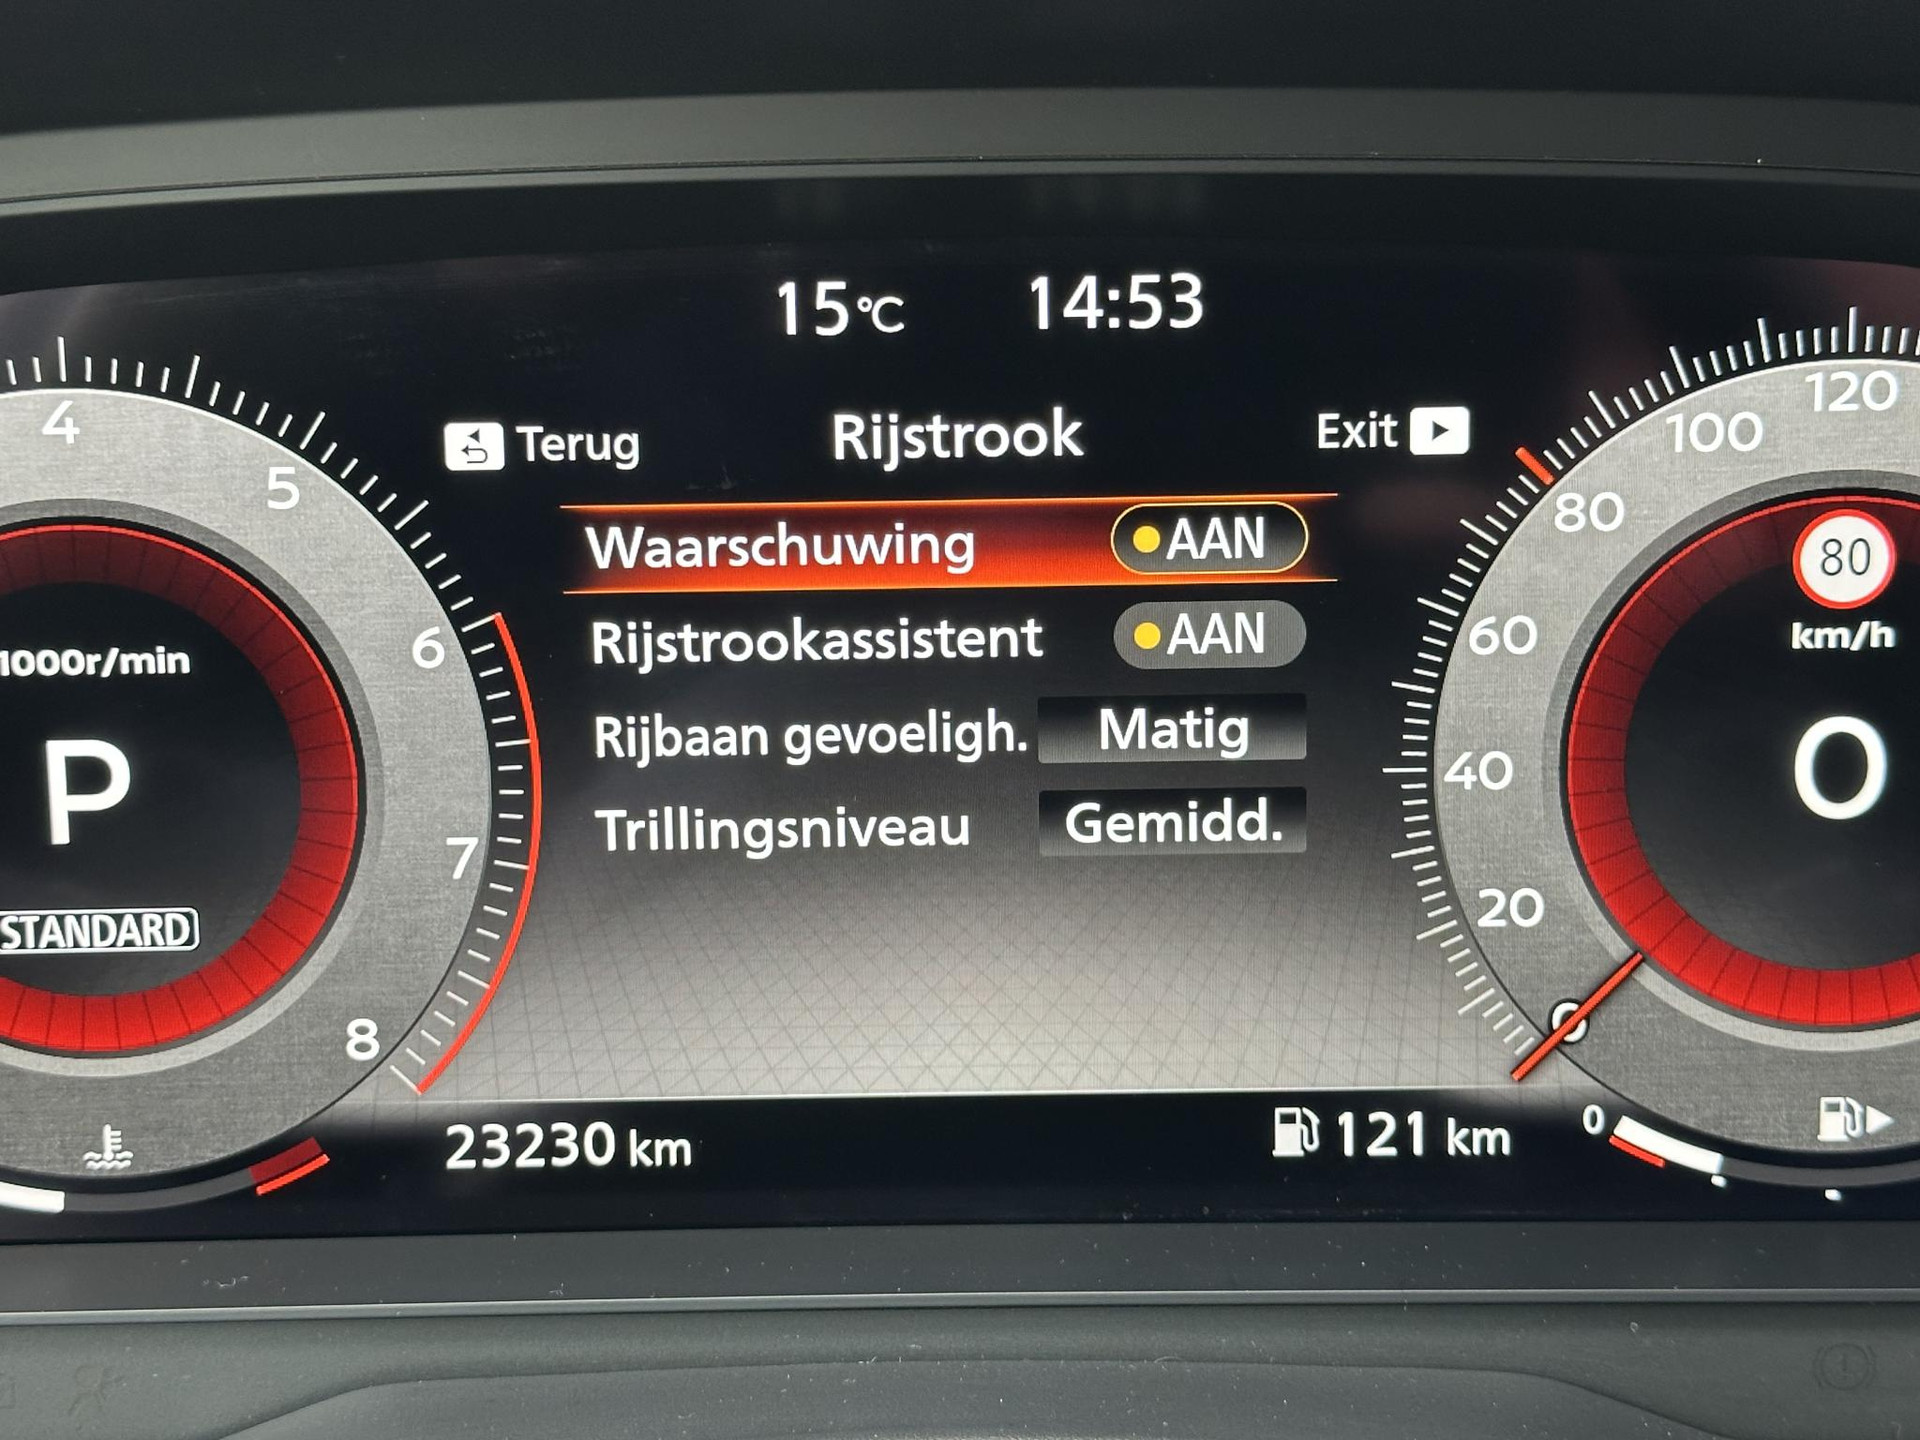 15°C 14:53
Terug Rijstrook Exit
Waarschuwing AAN
Rijstrookassistent AAN
Rijbaan gevoeligh. Matig
Trillingsniveau Gemidd.
23230 km 121 km
4
5
6
7
8
1000r/min
P
STANDARD
120
100
80
60
40
20
0
80
km/h
0
0